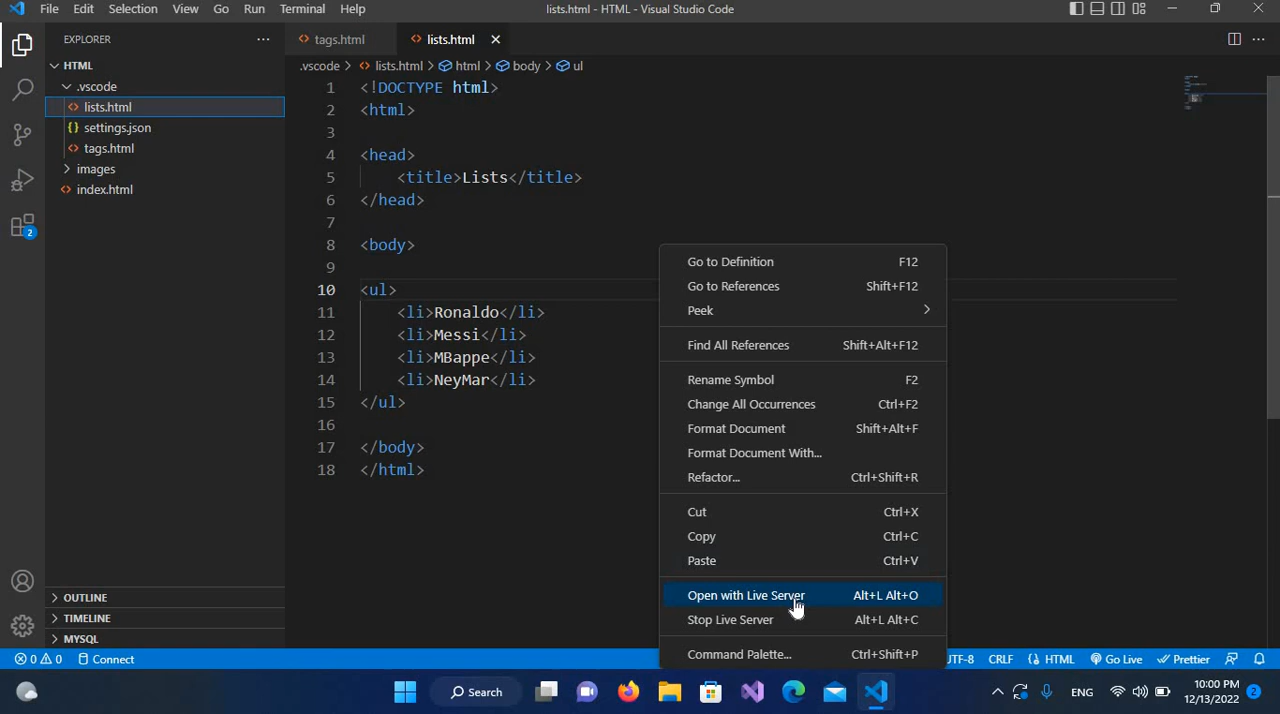 File Edit Selection View Go Run Terminal Help
lists.html - HTML - Visual Studio Code
EXPLORER
HTML
.vscode
lists.html
settings.json
tags.html
images
index.html
OUTLINE
TIMELINE
MYSQL
2
tags.html lists.html
.vscode > lists.html > html > body > ul
1 <!DOCTYPE html>
2 <html>
3
4 <head>
5 <title>Lists</title>
6 </head>
7
8 <body>
9
10 <ul>
11 <li>Ronaldo</li>
12 <li>Messi</li>
13 <li>MBappe</li>
14 <li>NeyMar</li>
15 </ul>
16
17 </body>
18 </html>
Go to Definition F12
Go to References Shift+F12
Peek
Find All References Shift+Alt+F12
Rename Symbol F2
Change All Occurrences Ctrl+F2
Format Document Shift+Alt+F
Format Document With...
Refactor... Ctrl+Shift+R
Cut Ctrl+X
Copy Ctrl+C
Paste Ctrl+V
Open with Live Server Alt+L Alt+O
Stop Live Server Alt+L Alt+C
Command Palette... Ctrl+Shift+P
0 0 Connect
TF-8 CRLF HTML Go Live Prettier
Search
ENG
10:00 PM
12/13/2022
2